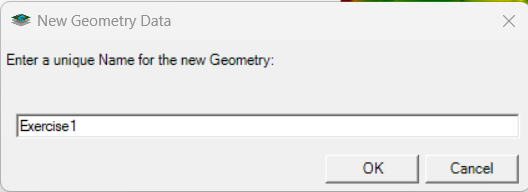 New Geometry Data
Enter a unique Name for the new Geometry:
Exercise1
OK
Cancel